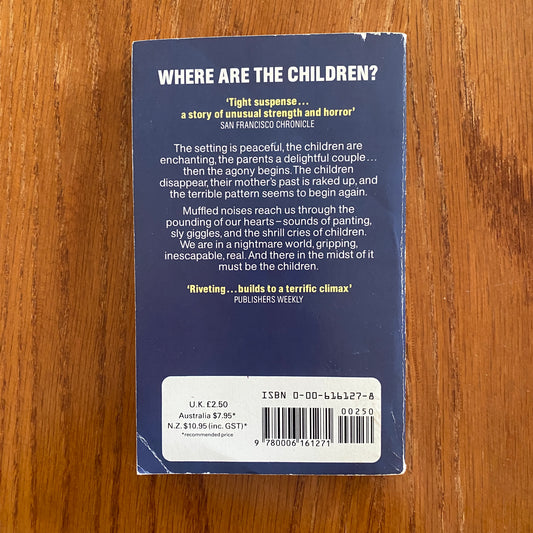 WHERE ARE THE CHILDREN?
‘Tight suspense...
a story of unusual strength and horror’
SAN FRANCISCO CHRONICLE
The setting is peaceful, the children are
enchanting, the parents a delightful couple...
then the agony begins. The children
disappear, their mother’s past is raked up, and
the terrible pattern seems to begin again.
Muffled noises reach us through the
pounding of our hearts – sounds of panting,
sly giggles, and the shrill cries of children.
We are in a nightmare world, gripping,
inescapable, real. And there in the midst of it
must be the children.
‘Riveting...builds to a terrific climax’
PUBLISHERS WEEKLY
U.K. £2.50
Australia $7.95*
N.Z. $10.95 (inc. GST)*
*recommended price
ISBN 0-00-616127-8
00250
9 780006 161271